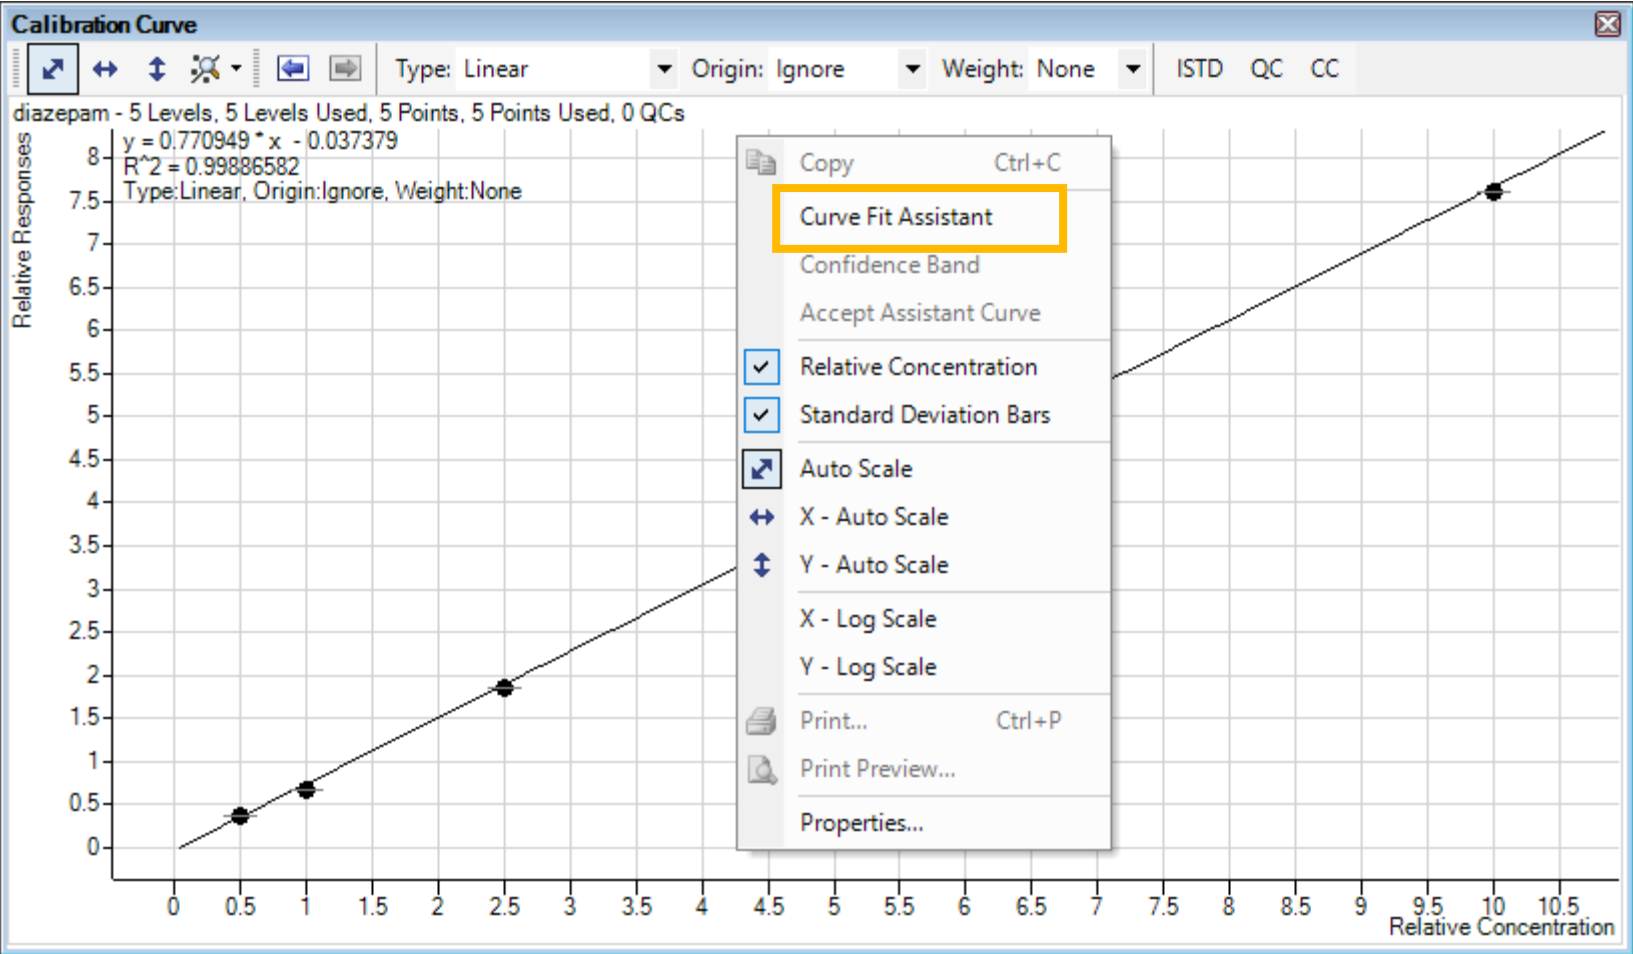 Calibration Curve
Type: Linear Origin: Ignore Weight: None ISTD QC CC
diazepam - 5 Levels, 5 Levels Used, 5 Points, 5 Points Used, 0 QCs
y = 0.770949 * x - 0.037379
R^2 = 0.99886582
Type:Linear, Origin:Ignore, Weight:None
Relative Responses
8
7.5
7
6.5
6
5.5
5
4.5
4
3.5
3
2.5
2
1.5
1
0.5
0
Copy Ctrl+C
Curve Fit Assistant
Confidence Band
Accept Assistant Curve
Relative Concentration
Standard Deviation Bars
Auto Scale
X - Auto Scale
Y - Auto Scale
X - Log Scale
Y - Log Scale
Print... Ctrl+P
Print Preview...
Properties...
0 0.5 1 1.5 2 2.5 3 3.5 4 4.5 5 5.5 6 6.5 7 7.5 8 8.5 9 9.5 10 10.5
Relative Concentration